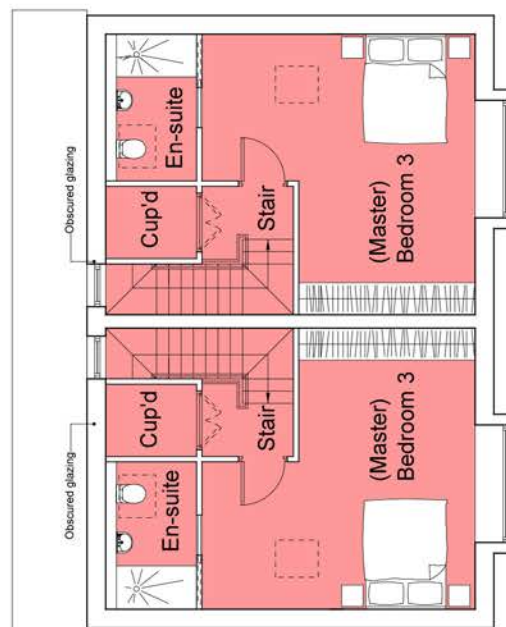 Obscured glazing
En-suite
Cup'd
Stair
(Master)
Bedroom 3
Obscured glazing
En-suite
Cup'd
Stair
(Master)
Bedroom 3